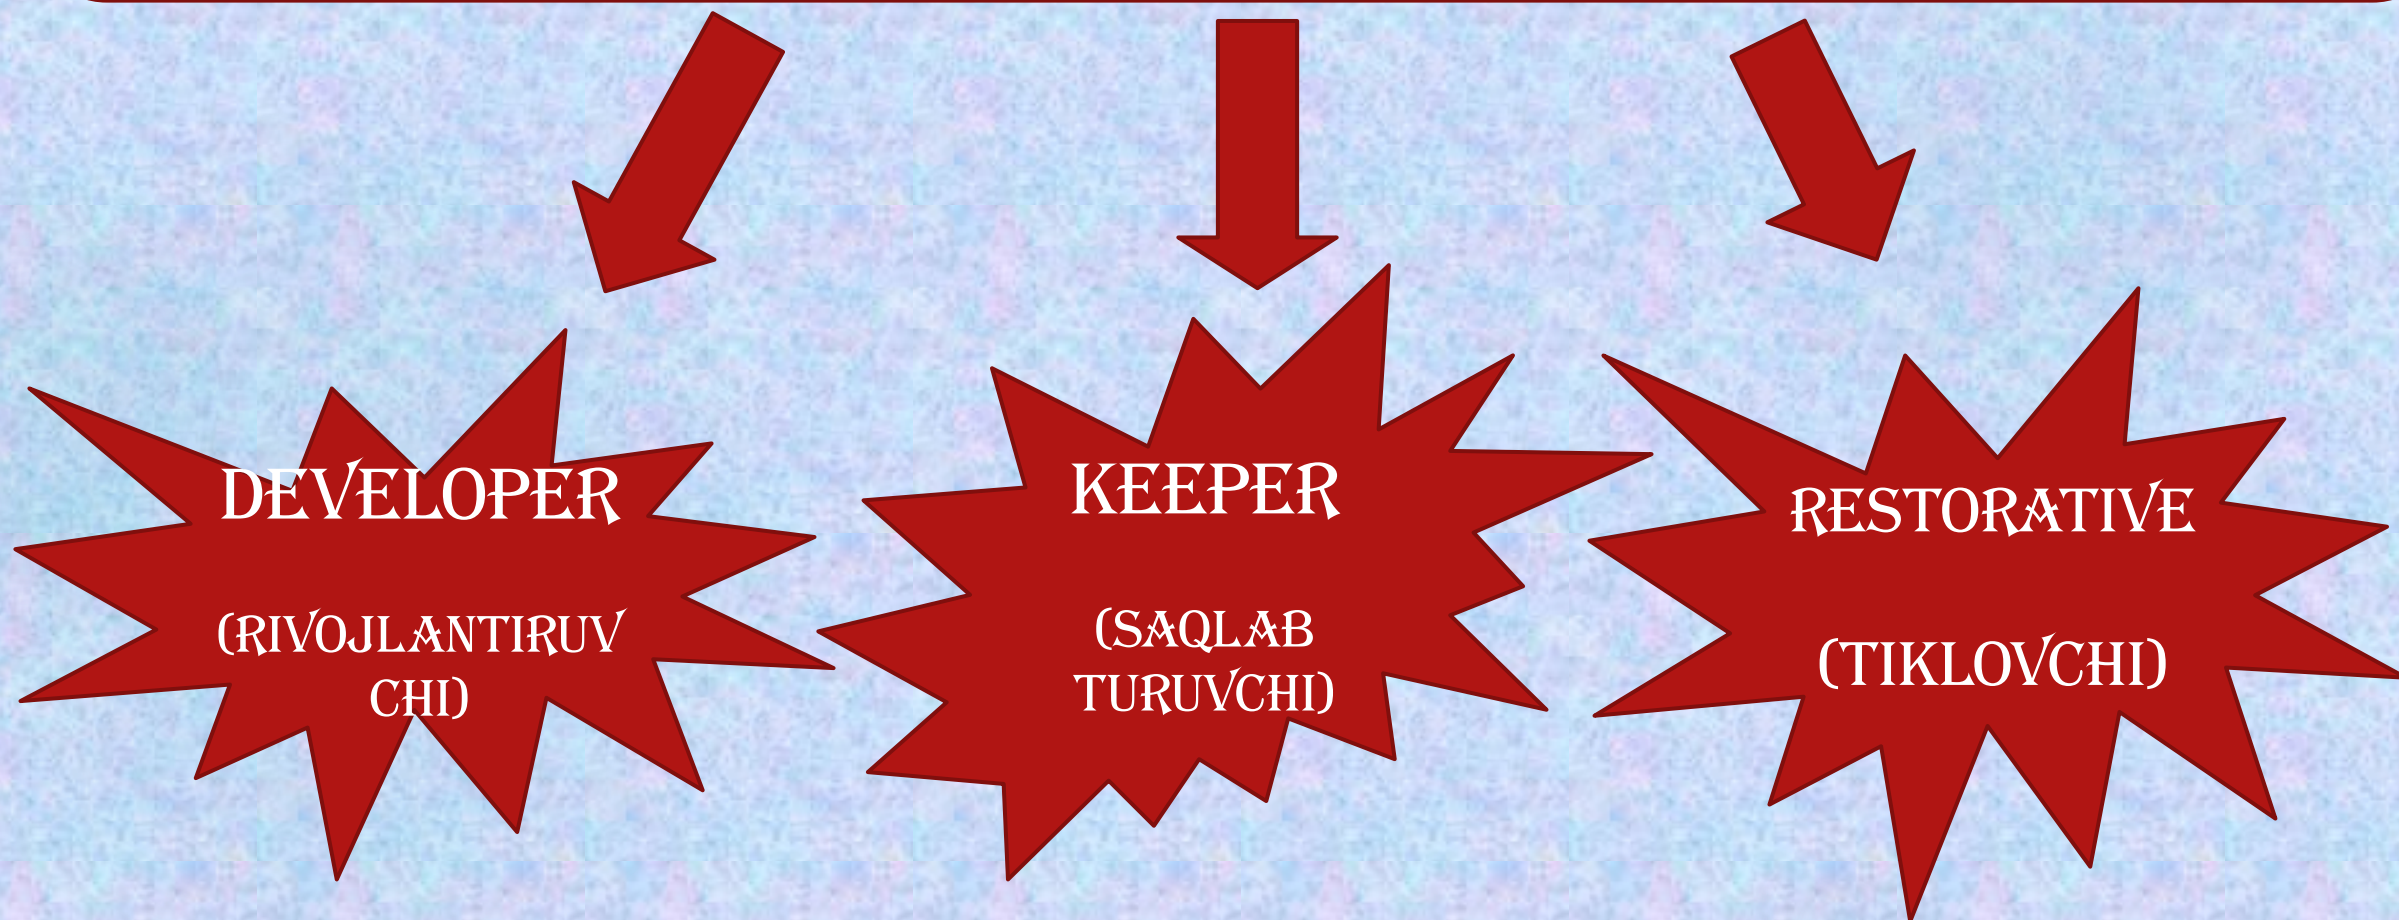 DEVELOPER
(RIVOJLANTIRUV
CHI)
KEEPER
(SAQLAB
TURUVCHI)
RESTORATIVE
(TIKLOVCHI)